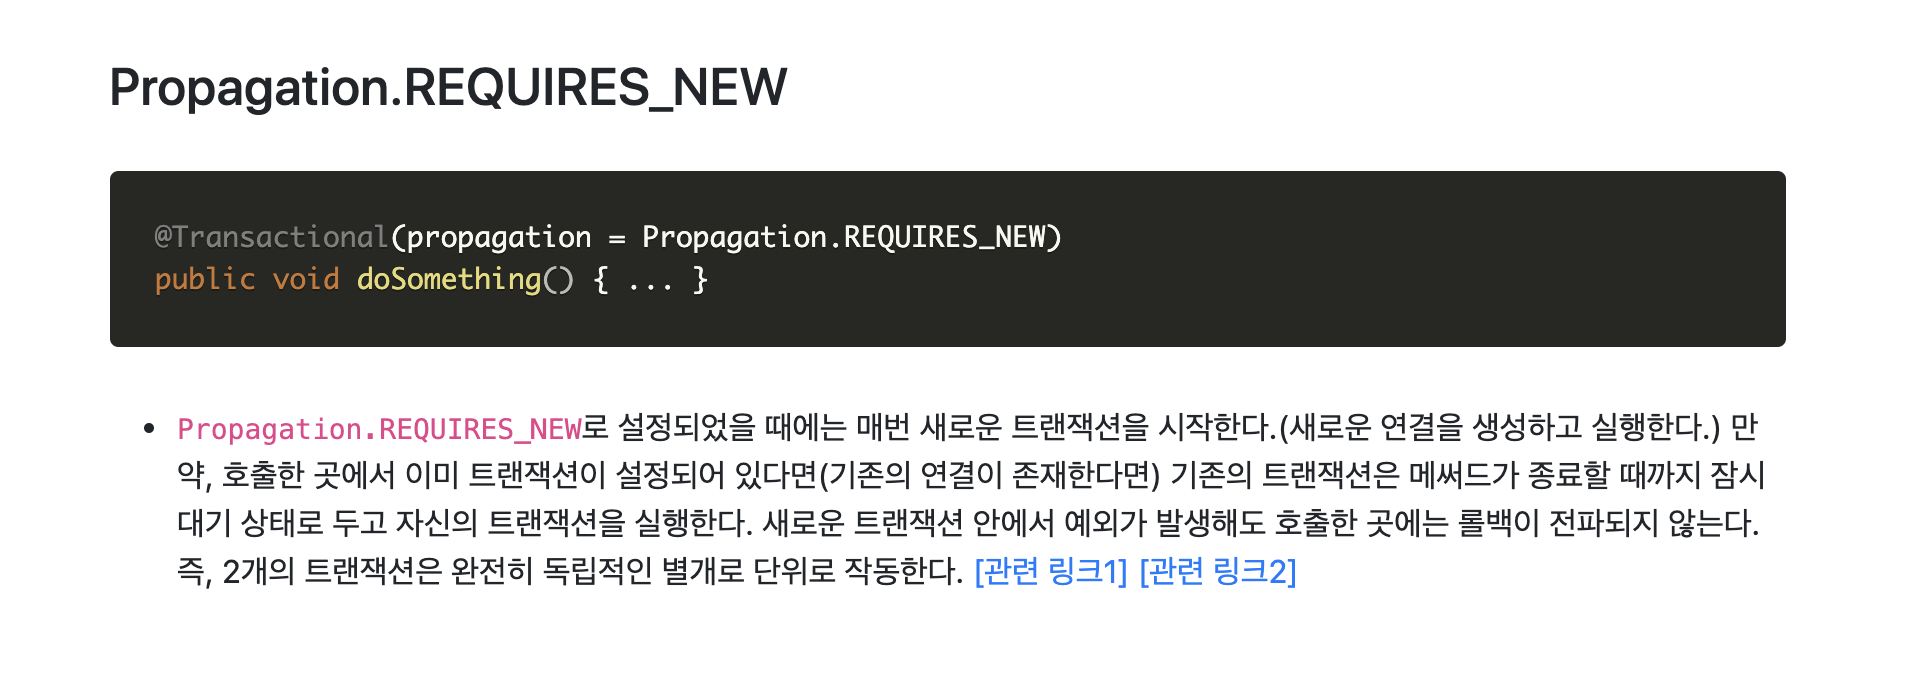 Propagation.REQUIRES_NEW
@Transactional(propagation = Propagation.REQUIRES_NEW)
public void doSomething() { ... }
• Propagation.REQUIRES_NEW로 설정되었을 때에는 매번 새로운 트랜잭션을 시작한다.(새로운 연결을 생성하고 실행한다.) 만
약, 호출한 곳에서 이미 트랜잭션이 설정되어 있다면(기존의 연결이 존재한다면) 기존의 트랜잭션은 메써드가 종료할 때까지 잠시
대기 상태로 두고 자신의 트랜잭션을 실행한다. 새로운 트랜잭션 안에서 예외가 발생해도 호출한 곳에는 롤백이 전파되지 않는다.
즉, 2개의 트랜잭션은 완전히 독립적인 별개로 단위로 작동한다. [관련 링크1] [관련 링크2]